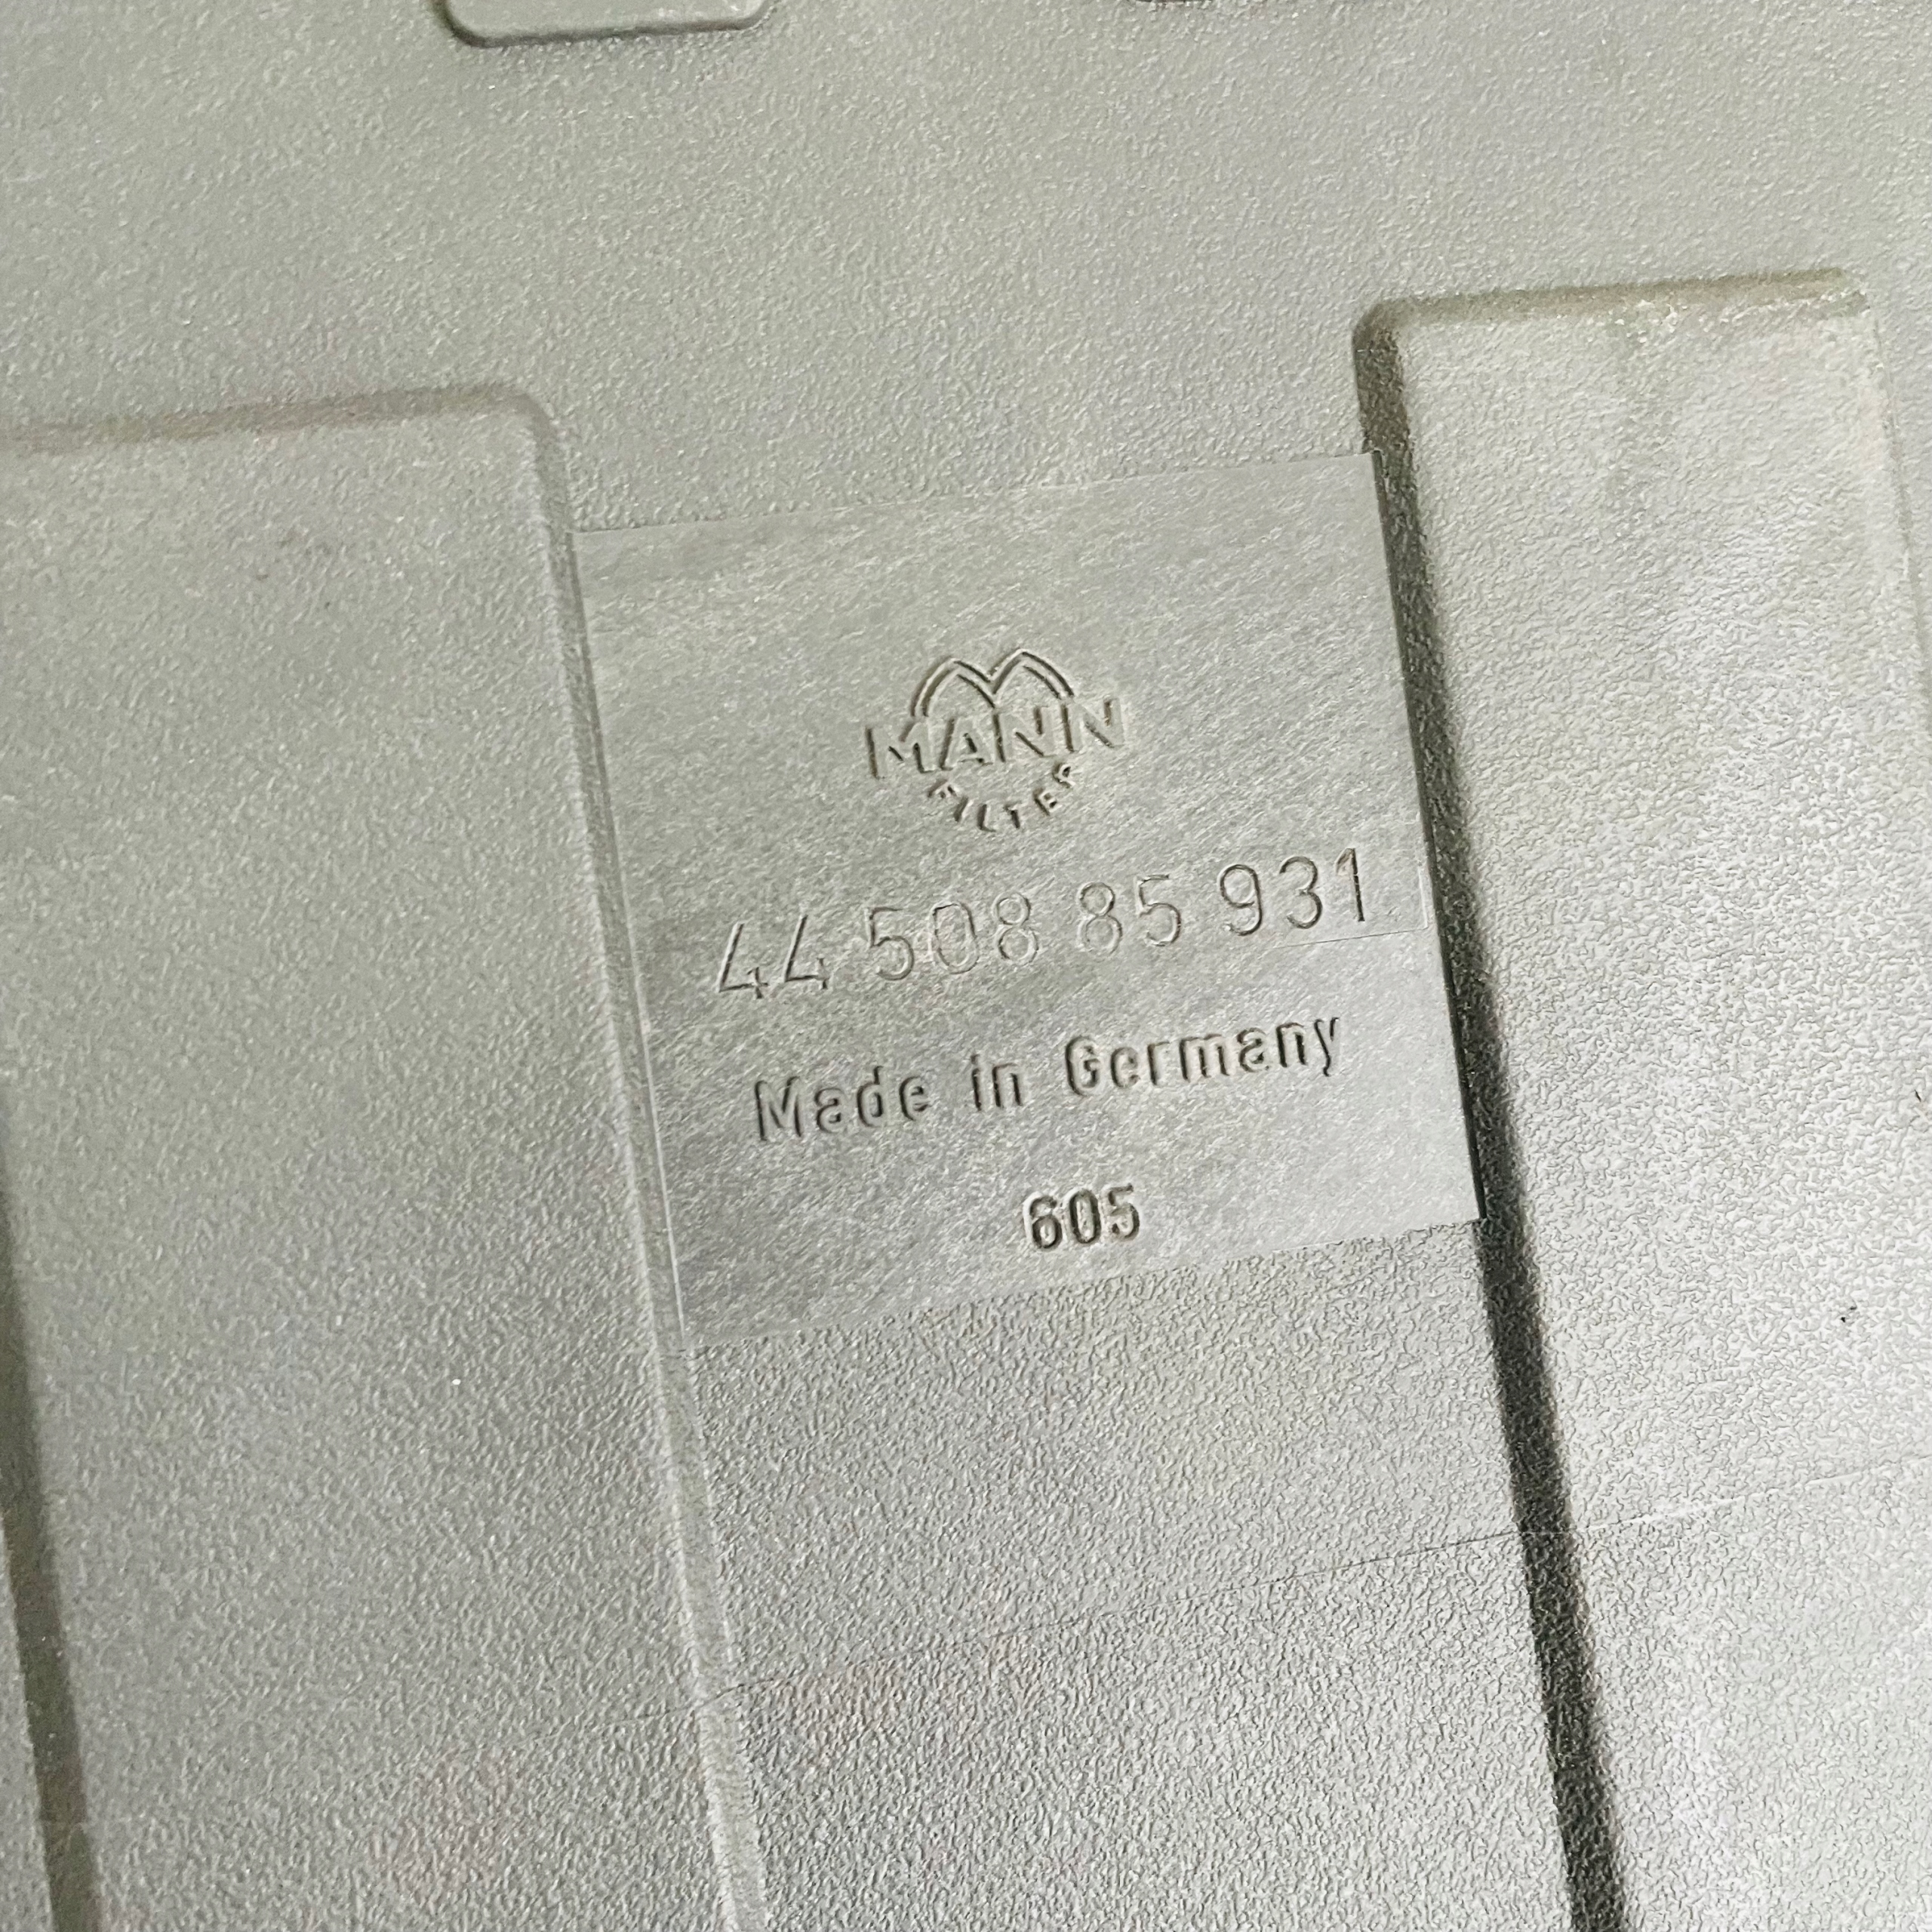 MANN
FILTER
44 508 85 931
Made in Germany
605